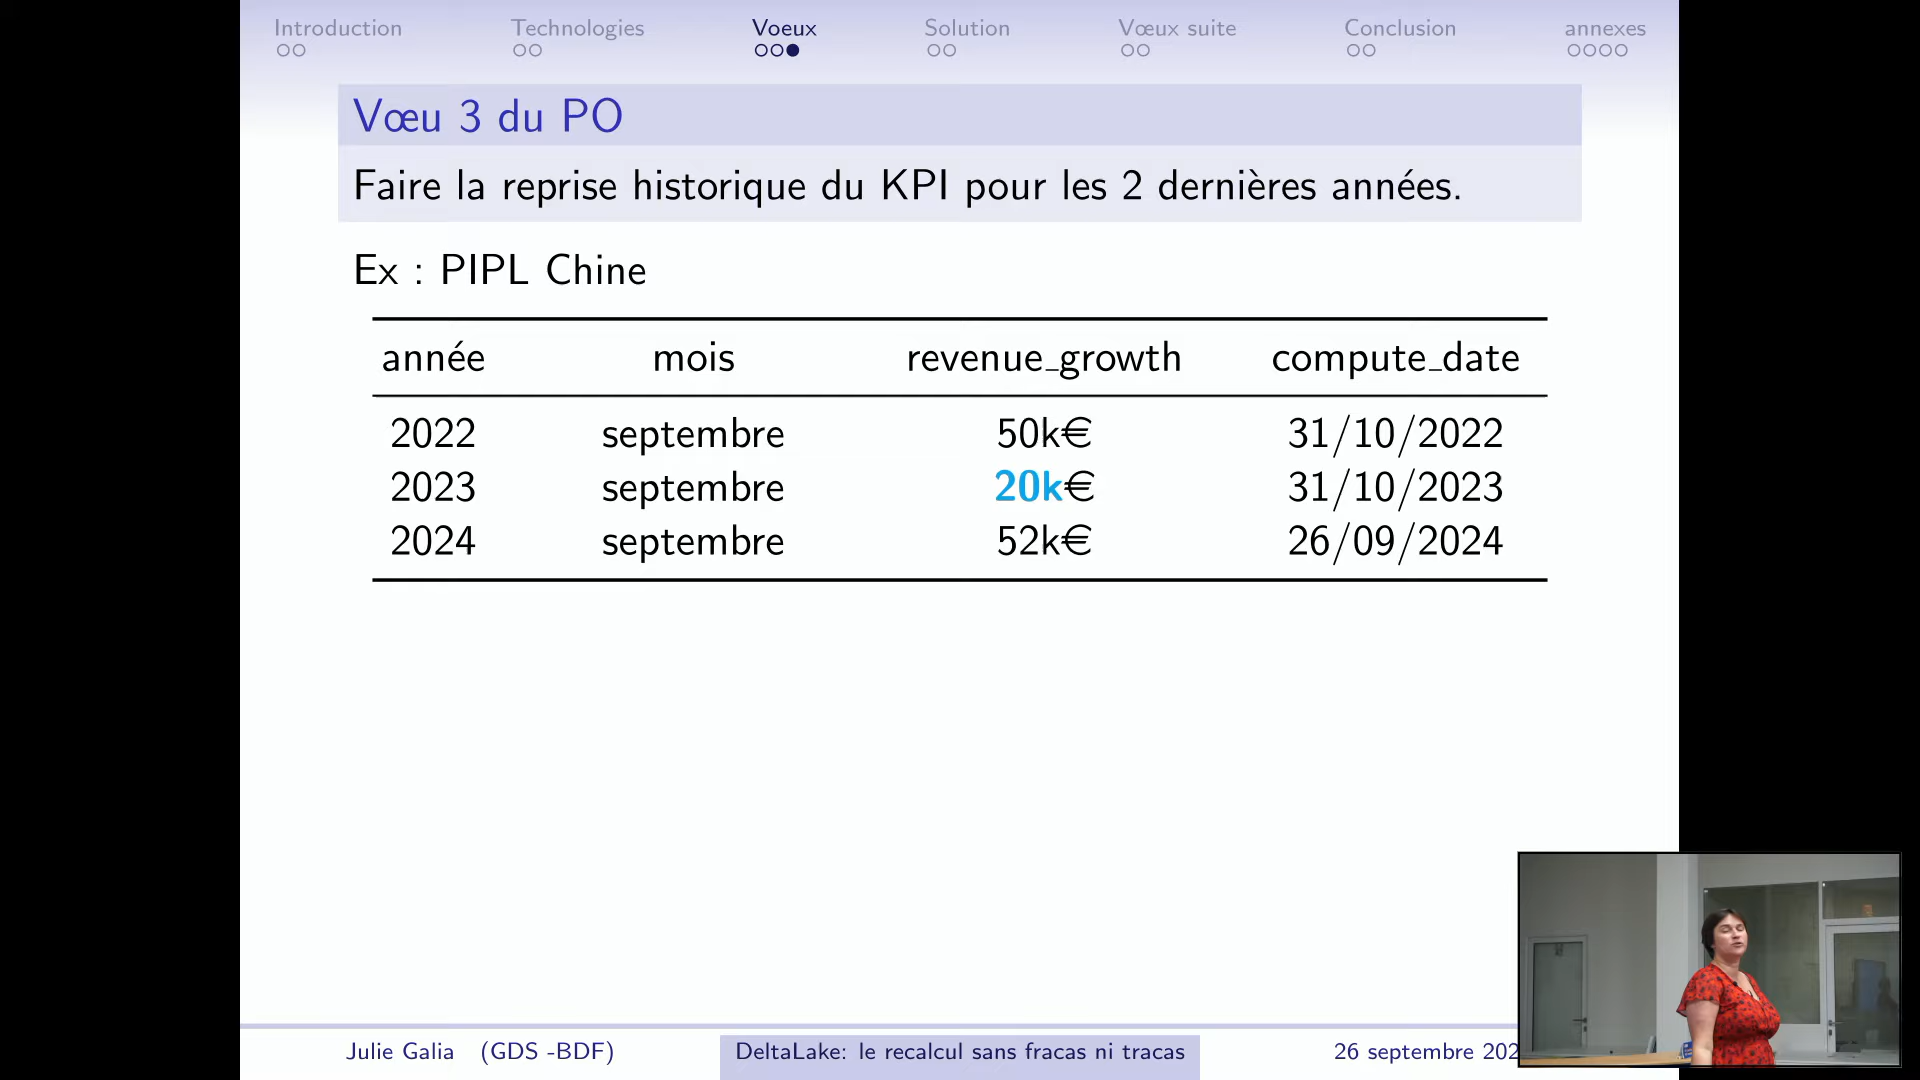 Introduction Technologies Voeux Solution Vœux suite Conclusion annexes
Vœu 3 du PO
Faire la reprise historique du KPI pour les 2 dernières années.
Ex : PIPL Chine
année mois revenue_growth compute_date
2022 septembre 50k€ 31/10/2022
2023 septembre 20k€ 31/10/2023
2024 septembre 52k€ 26/09/2024
Julie Galia (GDS -BDF) DeltaLake: le recalcul sans fracas ni tracas 26 septembre 202